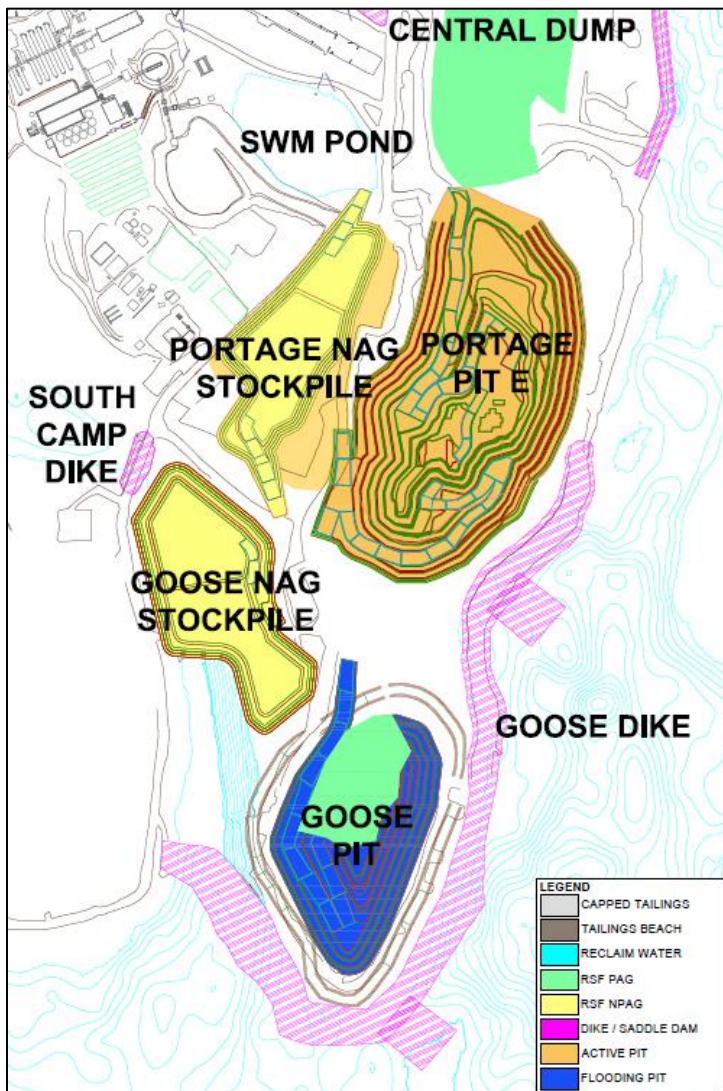 CENTRAL DUMP
SWM POND
PORTAGE NAG
STOCKPILE
PORTAGE
PIT E
SOUTH
CAMP
DIKE
GOOSE NAG
STOCKPILE
GOOSE DIKE
GOOSE
PIT
LEGEND
CAPPED TAILINGS
TAILINGS BEACH
RECLAIM WATER
RSF PAG
RSF NPAG
DIKE / SADDLE DAM
ACTIVE PIT
FLOODING PIT